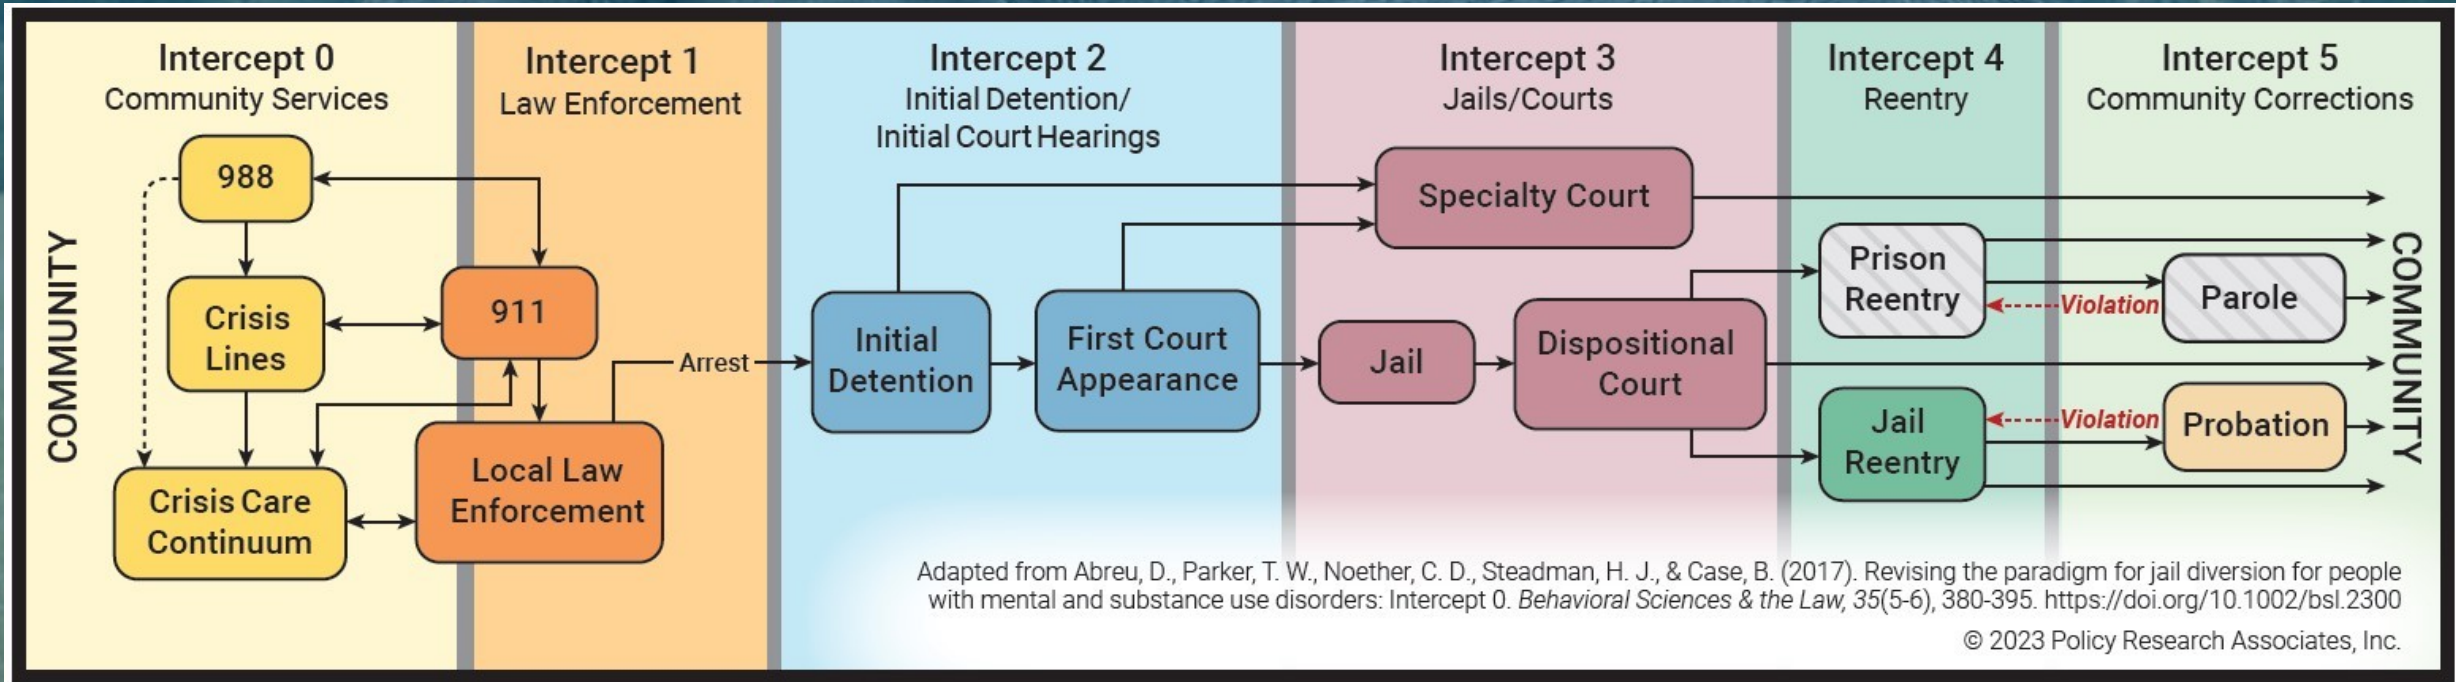 Intercept 0
Community Services
Intercept 1
Law Enforcement
Intercept 2
Initial Detention/
Initial Court Hearings
Intercept 3
Jails/Courts
Intercept 4
Reentry
Intercept 5
Community Corrections
COMMUNITY
988
Crisis
Lines
Crisis Care
Continuum
911
Local Law
Enforcement
Arrest
Initial
Detention
First Court
Appearance
Specialty Court
Jail
Dispositional
Court
Prison
Reentry
Violation
Parole
Jail
Reentry
Violation
Probation
COMMUNITY
Adapted from Abreu, D., Parker, T. W., Noether, C. D., Steadman, H. J., & Case, B. (2017). Revising the paradigm for jail diversion for people
with mental and substance use disorders: Intercept 0. Behavioral Sciences & the Law, 35(5-6), 380-395. https://doi.org/10.1002/bsl.2300
© 2023 Policy Research Associates, Inc.